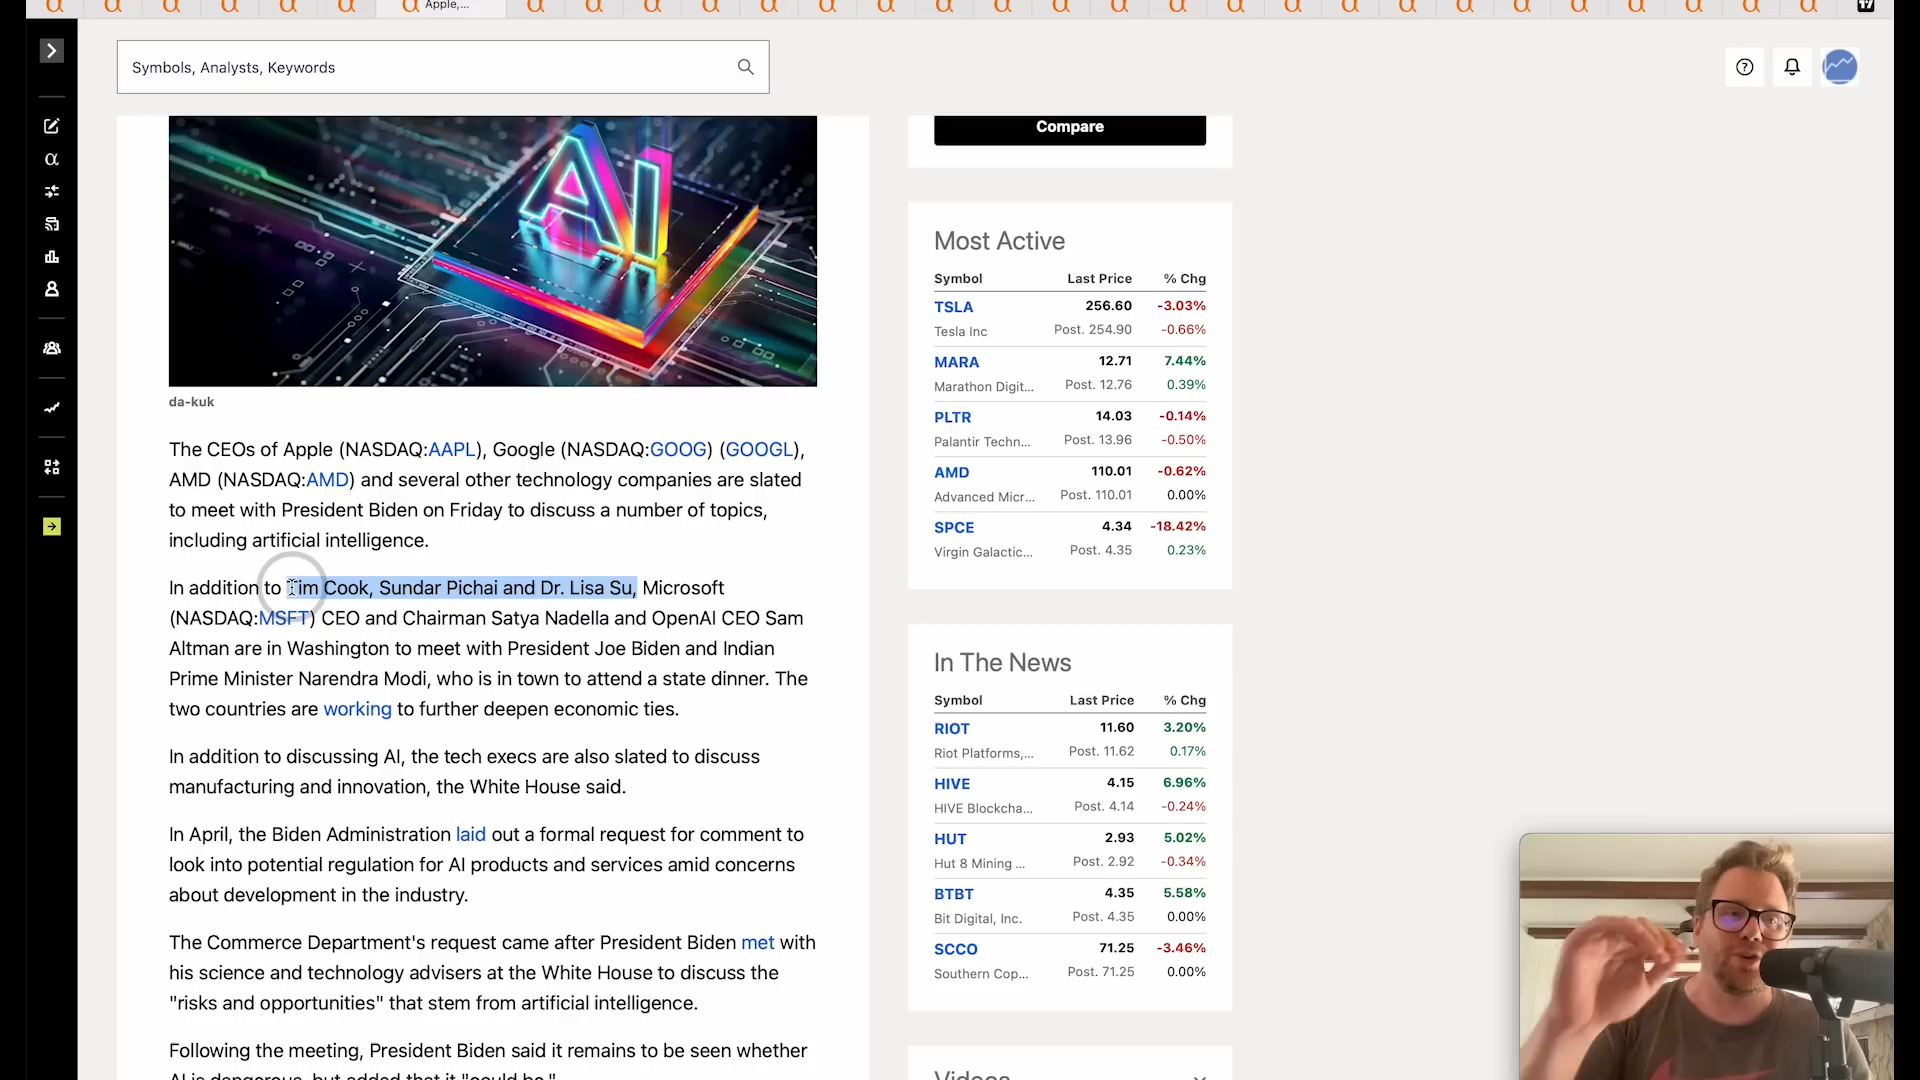 Apple,...
Symbols, Analysts, Keywords
AI
da-kuk
The CEOs of Apple (NASDAQ:AAPL), Google (NASDAQ:GOOG) (GOOGL),
AMD (NASDAQ:AMD) and several other technology companies are slated
to meet with President Biden on Friday to discuss a number of topics,
including artificial intelligence.
In addition to Tim Cook, Sundar Pichai and Dr. Lisa Su, Microsoft
(NASDAQ:MSFT) CEO and Chairman Satya Nadella and OpenAI CEO Sam
Altman are in Washington to meet with President Joe Biden and Indian
Prime Minister Narendra Modi, who is in town to attend a state dinner. The
two countries are working to further deepen economic ties.
In addition to discussing AI, the tech execs are also slated to discuss
manufacturing and innovation, the White House said.
In April, the Biden Administration laid out a formal request for comment to
look into potential regulation for AI products and services amid concerns
about development in the industry.
The Commerce Department's request came after President Biden met with
his science and technology advisers at the White House to discuss the
"risks and opportunities" that stem from artificial intelligence.
Following the meeting, President Biden said it remains to be seen whether
AI is dangerous, but added that it "could be."
Compare
Most Active
Symbol Last Price % Chg
TSLA 256.60 -3.03%
Tesla Inc Post. 254.90 -0.66%
MARA 12.71 7.44%
Marathon Digit... Post. 12.76 0.39%
PLTR 14.03 -0.14%
Palantir Techn... Post. 13.96 -0.50%
AMD 110.01 -0.62%
Advanced Micr... Post. 110.01 0.00%
SPCE 4.34 -18.42%
Virgin Galactic... Post. 4.35 0.23%
In The News
Symbol Last Price % Chg
RIOT 11.60 3.20%
Riot Platforms,... Post. 11.62 0.17%
HIVE 4.15 6.96%
HIVE Blockcha... Post. 4.14 -0.24%
HUT 2.93 5.02%
Hut 8 Mining ... Post. 2.92 -0.34%
BTBT 4.35 5.58%
Bit Digital, Inc. Post. 4.35 0.00%
SCCO 71.25 -3.46%
Southern Cop... Post. 71.25 0.00%
Videos